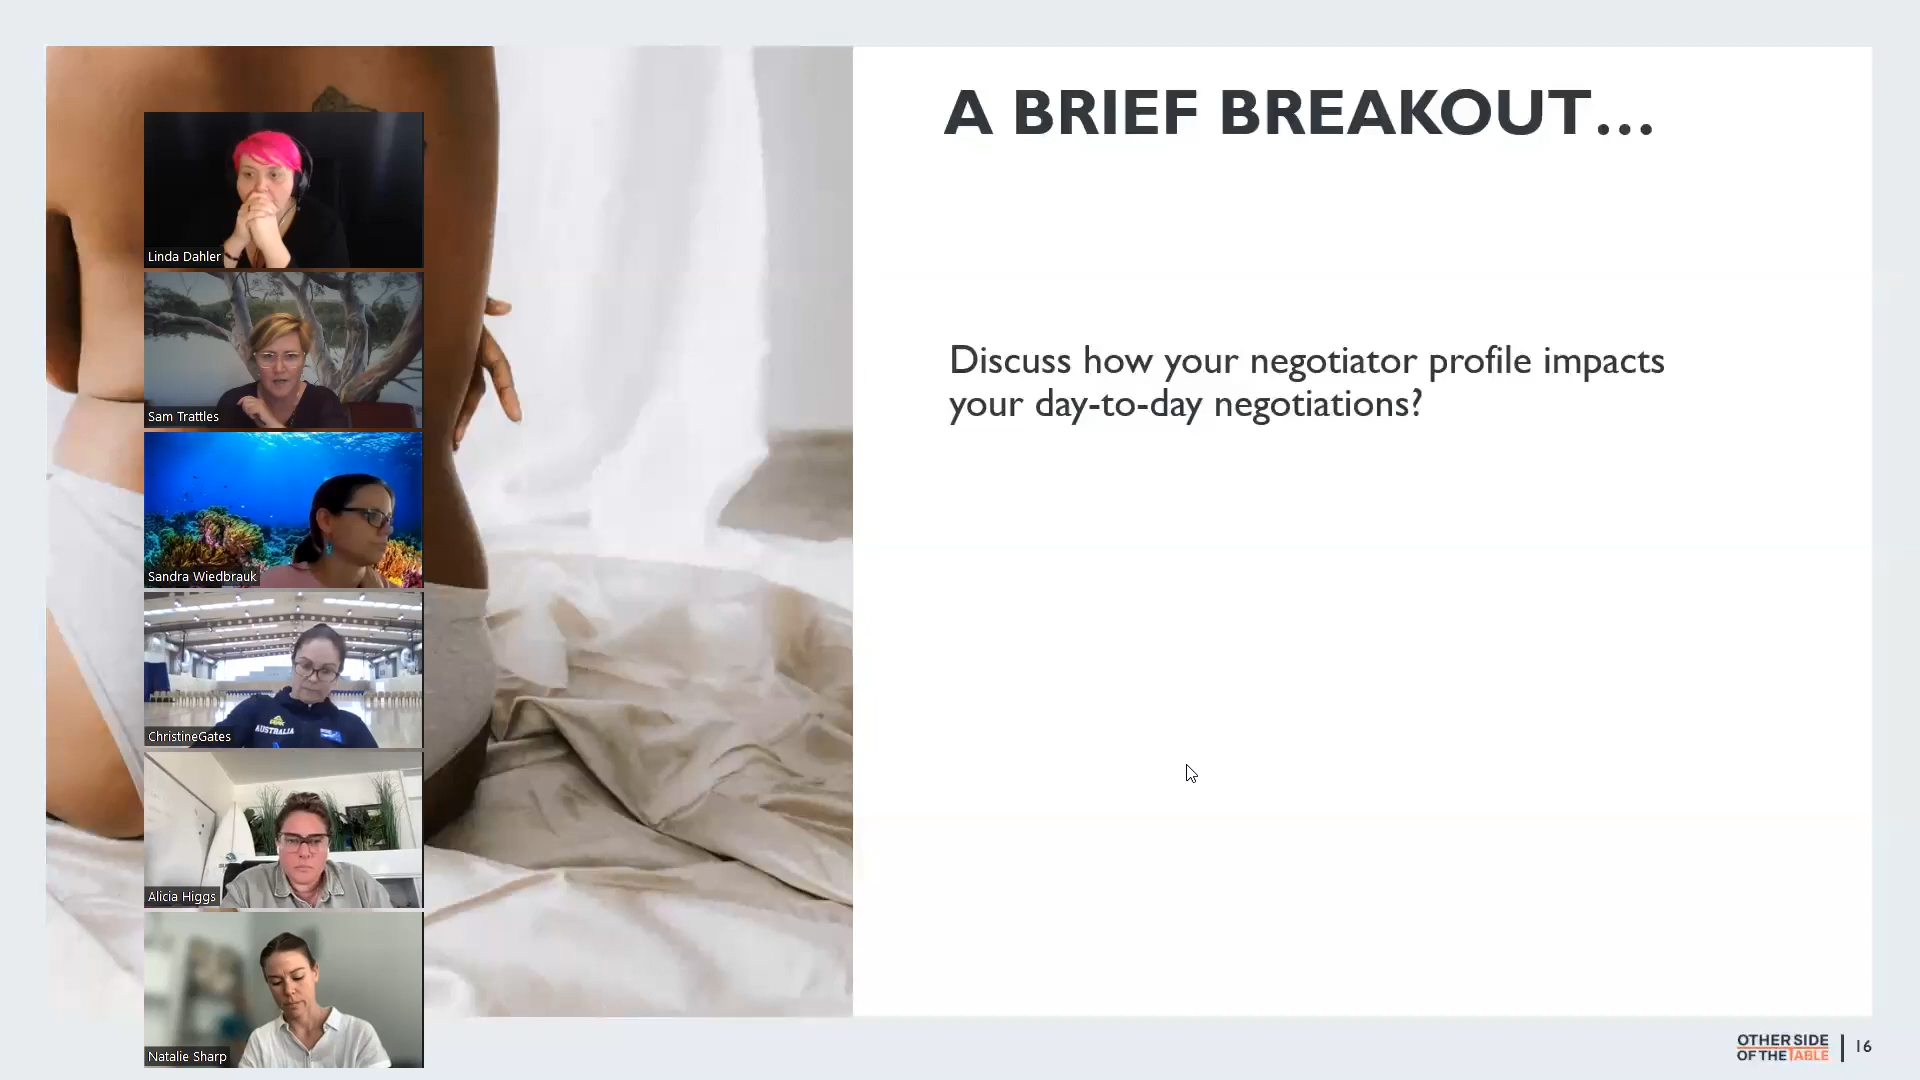 A BRIEF BREAKOUT...
Discuss how your negotiator profile impacts
your day-to-day negotiations?
Linda Dahler
Sam Trattles
Sandra Wiedbrauk
AUSTRALIA
ChristineGates
Alicia Higgs
Natalie Sharp
OTHER SIDE
OF THE TABLE
16